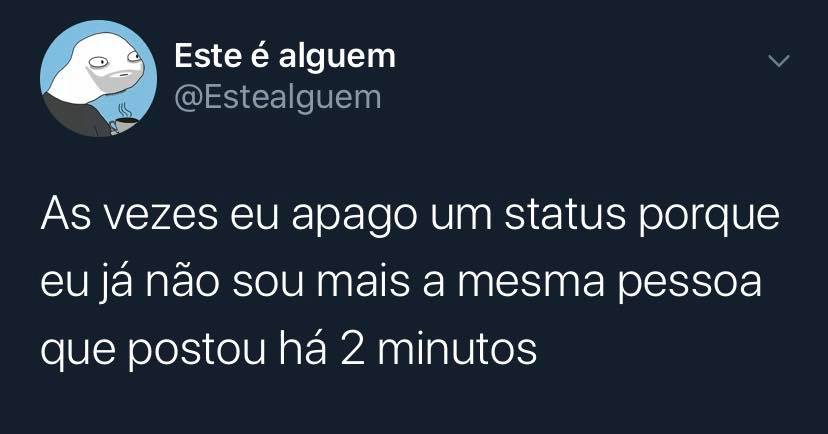 Este é alguem
@Estealguem
As vezes eu apago um status porque
eu já não sou mais a mesma pessoa
que postou há 2 minutos